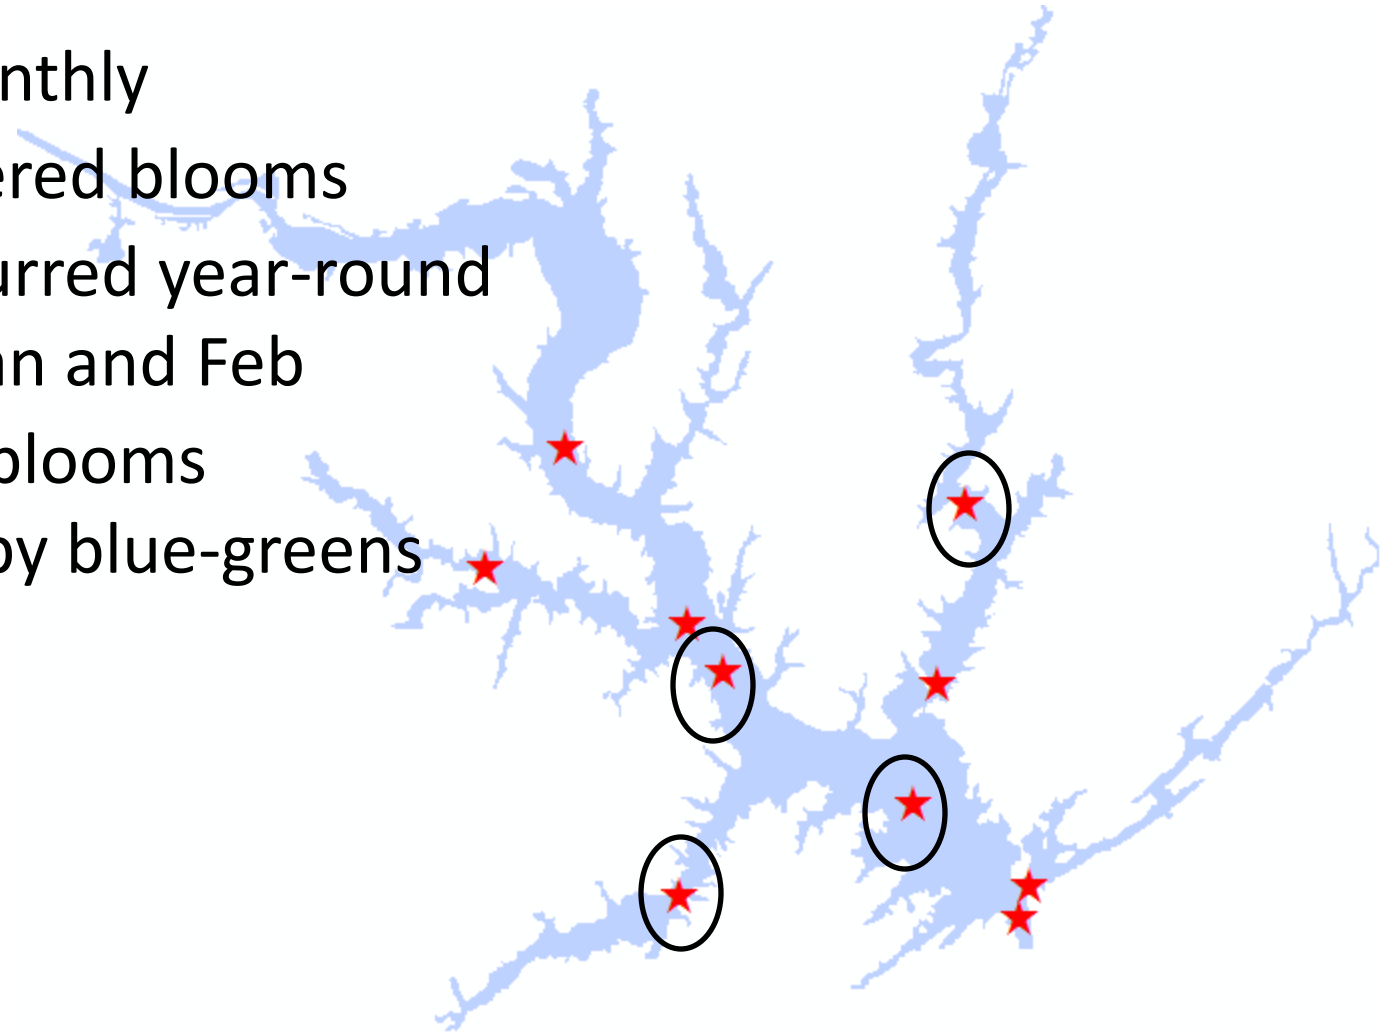 nthly
ered blooms
urred year-round
an and Feb
blooms
by blue-greens